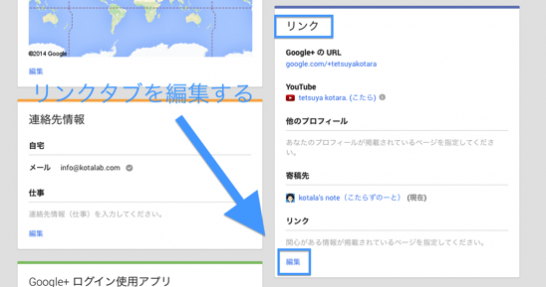 ©2014 Google
編集
リンクタブを編集する
連絡先情報
自宅
メール info@kotalab.com
仕事
連絡先情報（仕事）を入力してください。
編集
Google+ ログイン使用アプリ
リンク
Google+ の URL
google.com/+tetsuyakotara
YouTube
tetsuya kotara. (こたら)
他のプロフィール
あなたのプロフィールが掲載されているページを指定してくださ
い。
寄稿先
kotala's note（こたらずのーと） (現在)
リンク
関心がある情報が掲載されているページを指定してください。
編集